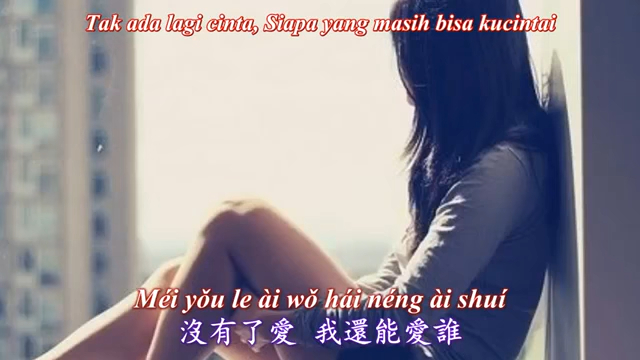 Tak ada lagi cinta, Siapa yang masih bisa kucintai
Méi yǒu le ài wǒ hái néng ài shuí
沒有了愛 我還能愛誰